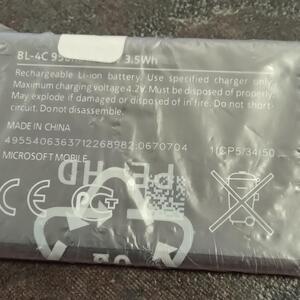 BL-4C 3.5Wh
Rechargeable Li-ion battery. Use specified charger only.
Maximum charging voltage 4.2V. Must be disposed of properly.
May explode if damaged or disposed of in fire.
Do not short circuit. Do not disassemble.
MADE IN CHINA
4955406363712268982;0670704
1ICP5/34/50
MICROSOFT MOBILE